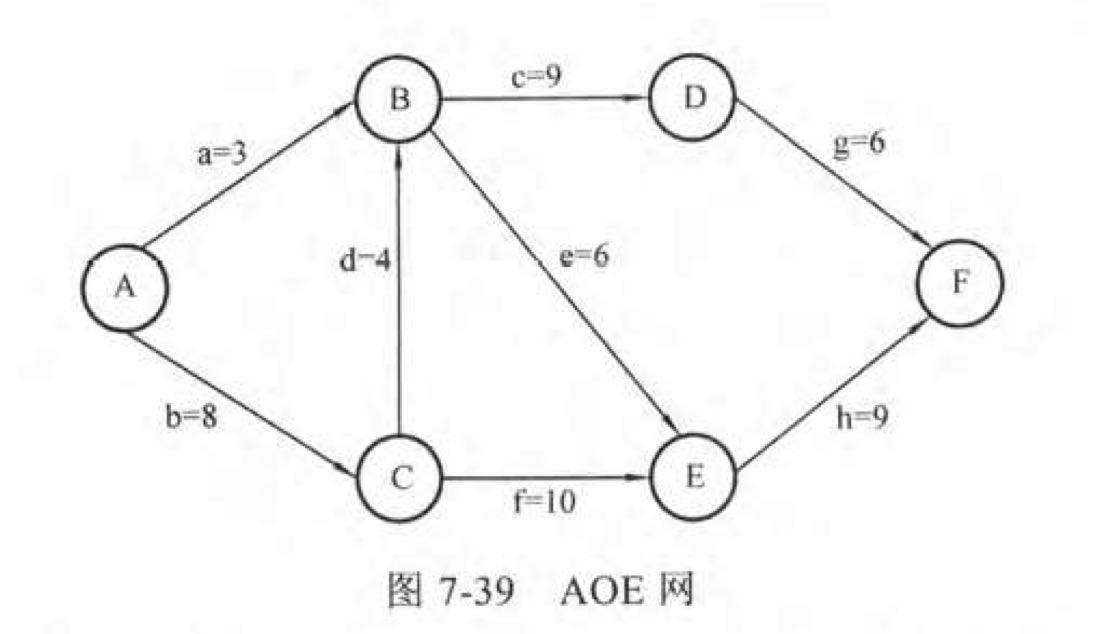 c=9
B
D
a=3
g=6
d=4
e=6
A
F
b=8
h=9
C
E
f=10
图 7-39 AOE 网